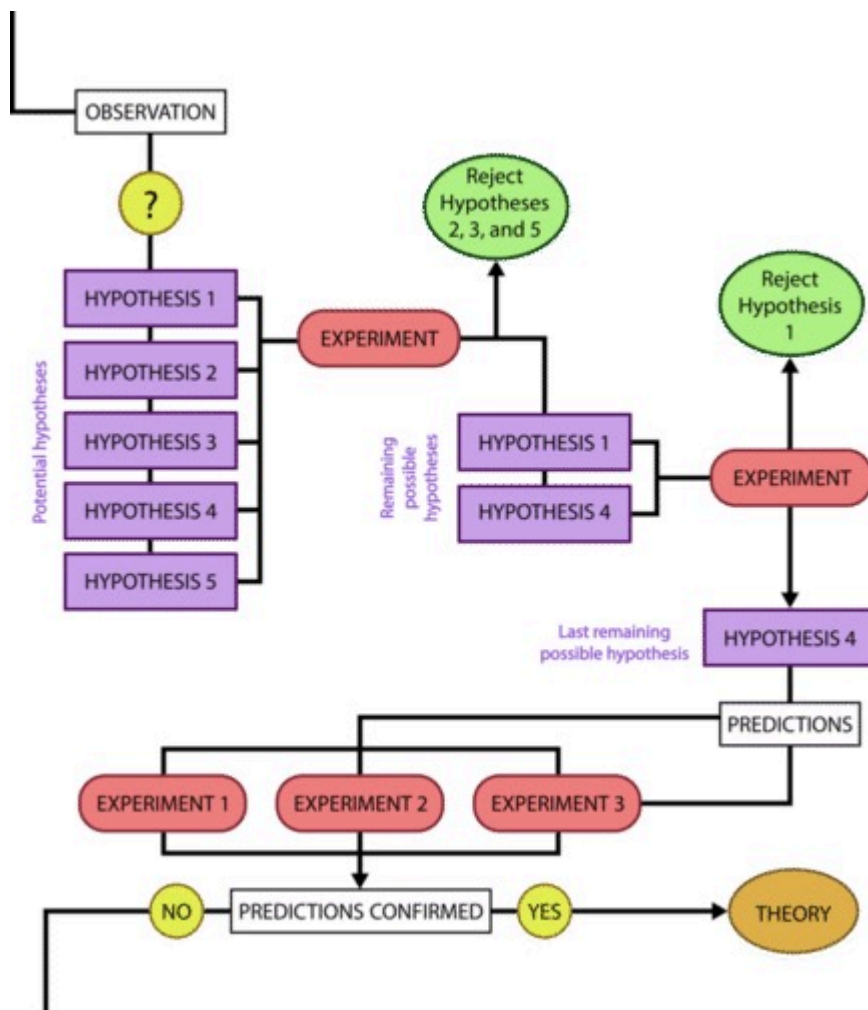 OBSERVATION
?
Potential hypotheses
HYPOTHESIS 1
HYPOTHESIS 2
HYPOTHESIS 3
HYPOTHESIS 4
HYPOTHESIS 5
EXPERIMENT
Reject
Hypotheses
2, 3, and 5
Remaining
possible
hypotheses
HYPOTHESIS 1
HYPOTHESIS 4
EXPERIMENT
Reject
Hypothesis
1
Last remaining
possible hypothesis
HYPOTHESIS 4
PREDICTIONS
EXPERIMENT 1
EXPERIMENT 2
EXPERIMENT 3
NO
PREDICTIONS CONFIRMED
YES
THEORY